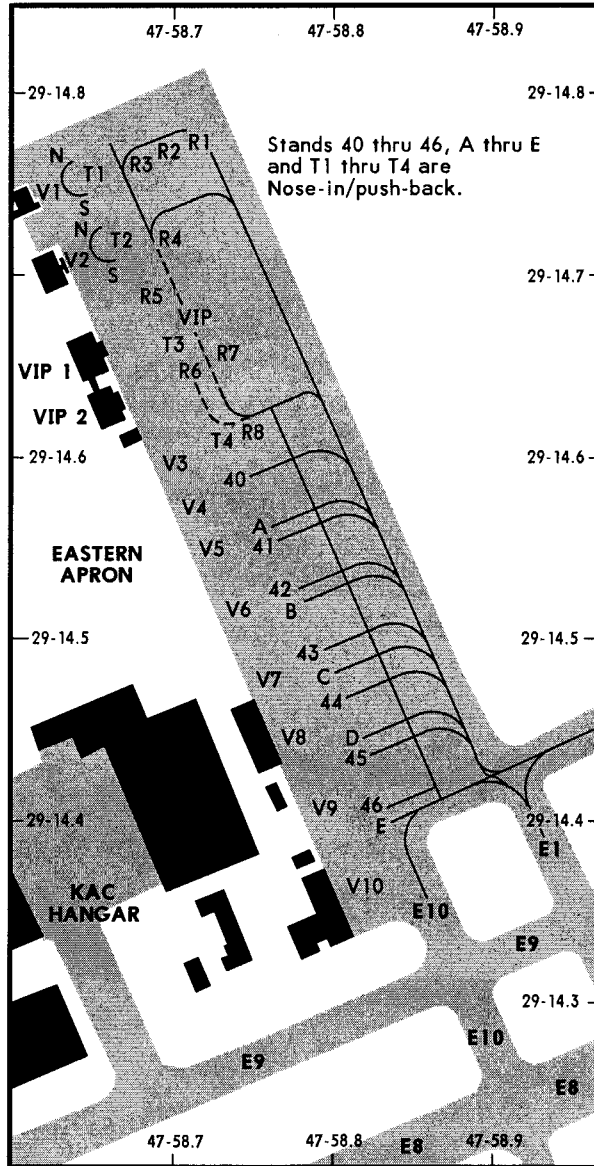 47-58.7 47-58.8 47-58.9
29-14.8 29-14.8
Stands 40 thru 46, A thru E
and T1 thru T4 are
Nose-in/push-back.
R1
R2
R3
N
T1
V1
S
N
T2
R4
V2
S
29-14.7
R5
VIP
T3
R7
R6
VIP 1
VIP 2
R8
T4
29-14.6 29-14.6
V3
40
V4
A
41
V5
EASTERN
APRON
42
B
V6
29-14.5 29-14.5
43
C
V7
44
D
V8
45
46
V9
E
29-14.4 29-14.4
E1
V10
KAC
HANGAR
E10
E9
29-14.3
E10
E9
E8
47-58.7 47-58.8 47-58.9
E8